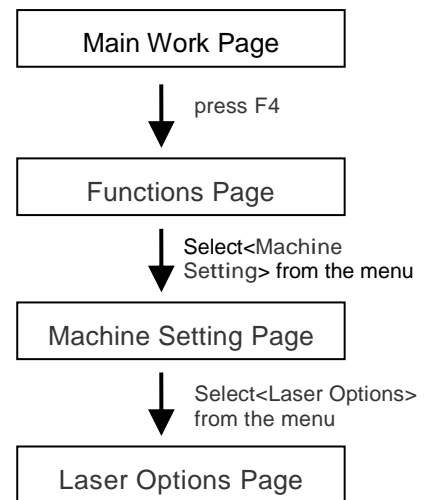 Main Work Page
press F4
Functions Page
Select<Machine
Setting> from the menu
Machine Setting Page
Select<Laser Options>
from the menu
Laser Options Page